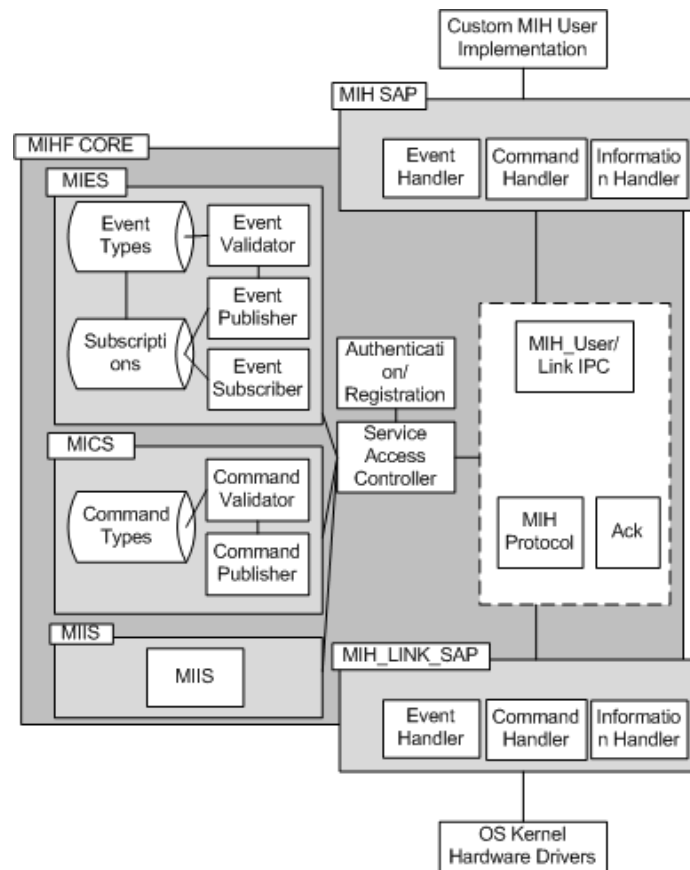 Custom MIH User
Implementation
MIH SAP
Event
Handler
Command
Handler
Informatio
n Handler
MIHF CORE
MIES
Event
Types
Event
Validator
Event
Publisher
Subscripti
ons
Event
Subscriber
Authenticati
on/
Registration
Service
Access
Controller
MIH_User/
Link IPC
MIH
Protocol
Ack
MICS
Command
Types
Command
Validator
Command
Publisher
MIIS
MIIS
MIH_LINK_SAP
Event
Handler
Command
Handler
Informatio
n Handler
OS Kernel
Hardware Drivers